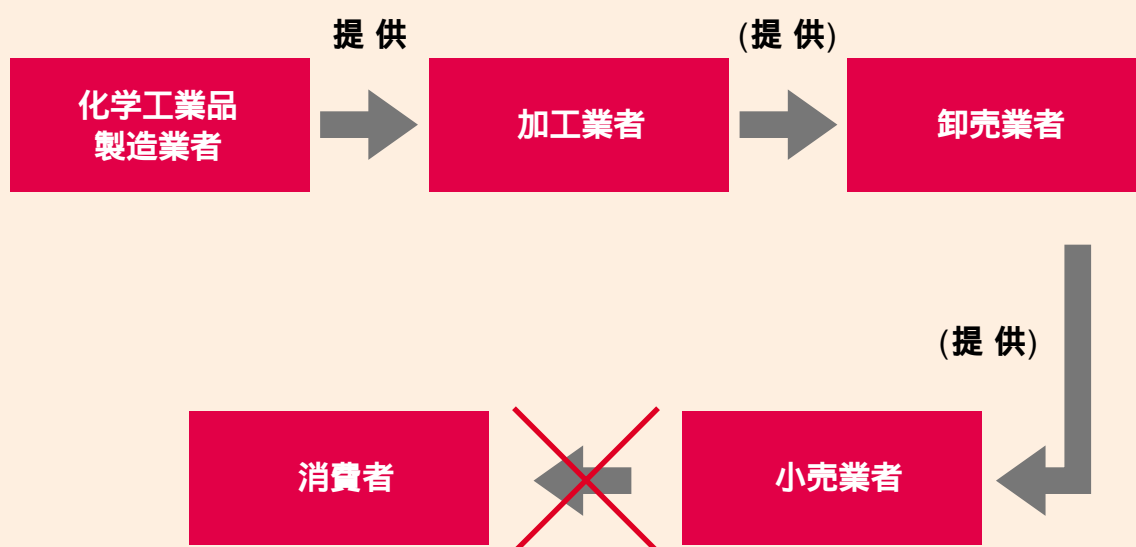 提 供
(提 供)
化学工業品
製造業者
加工業者
卸売業者
(提 供)
消費者
小売業者